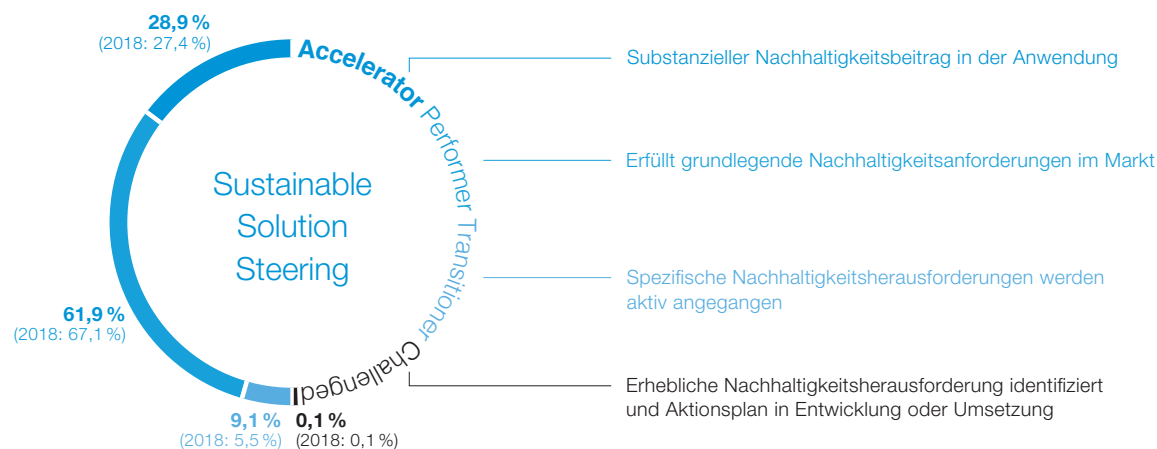 28,9 %
(2018: 27,4 %)
Accelerator
Performer
Transitioner
Challenged
Sustainable
Solution
Steering
61,9 %
(2018: 67,1 %)
9,1 %
(2018: 5,5 %)
0,1 %
(2018: 0,1 %)
Substanzieller Nachhaltigkeitsbeitrag in der Anwendung
Erfüllt grundlegende Nachhaltigkeitsanforderungen im Markt
Spezifische Nachhaltigkeitsherausforderungen werden
aktiv angegangen
Erhebliche Nachhaltigkeitsherausforderung identifiziert
und Aktionsplan in Entwicklung oder Umsetzung